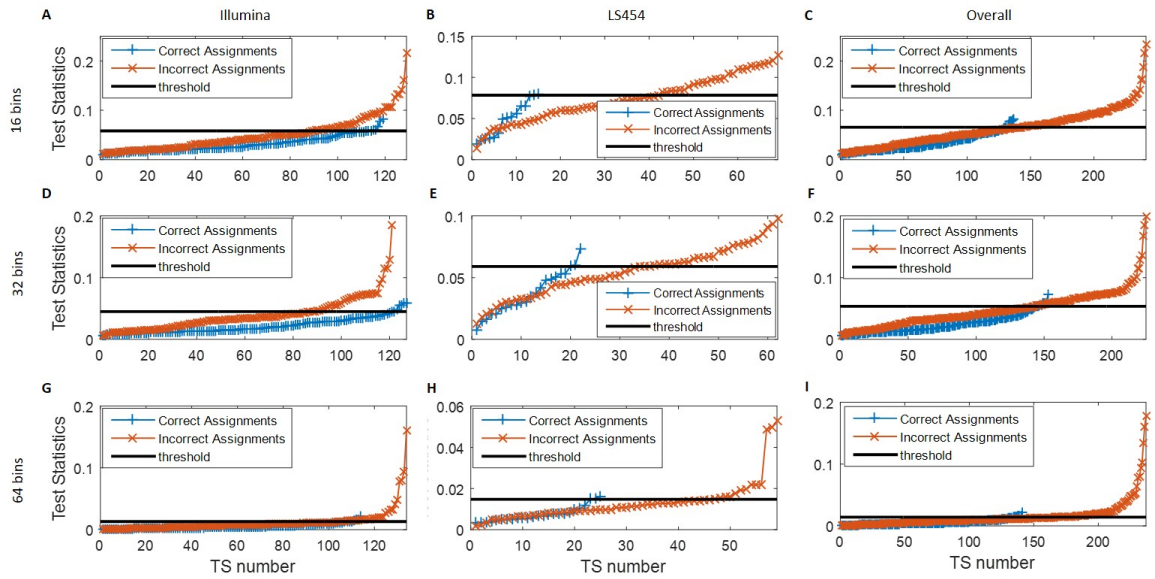 A Illumina B LS454 C Overall
16 bins
Test Statistics
0.2
0.1
0
Correct Assignments
Incorrect Assignments
threshold
0 20 40 60 80 100 120
0.15
0.1
0.05
0
Correct Assignments
Incorrect Assignments
threshold
0 10 20 30 40 50 60
0.2
0.1
0
Correct Assignments
Incorrect Assignments
threshold
0 50 100 150 200
D E F
32 bins
Test Statistics
0.2
0.1
0
Correct Assignments
Incorrect Assignments
threshold
0 20 40 60 80 100 120
0.1
0.05
0
Correct Assignments
Incorrect Assignments
threshold
0 10 20 30 40 50 60
0.2
0.1
0
Correct Assignments
Incorrect Assignments
threshold
0 50 100 150 200
G H I
64 bins
Test Statistics
0.2
0.1
0
Correct Assignments
Incorrect Assignments
threshold
0 20 40 60 80 100 120
TS number
0.06
0.04
0.02
0
Correct Assignments
Incorrect Assignments
threshold
0 10 20 30 40 50
TS number
0.2
0.1
0
Correct Assignments
Incorrect Assignments
threshold
0 50 100 150 200
TS number